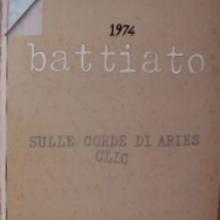 1974
battiato
SULLE CORDE DI ARIES
CLIC